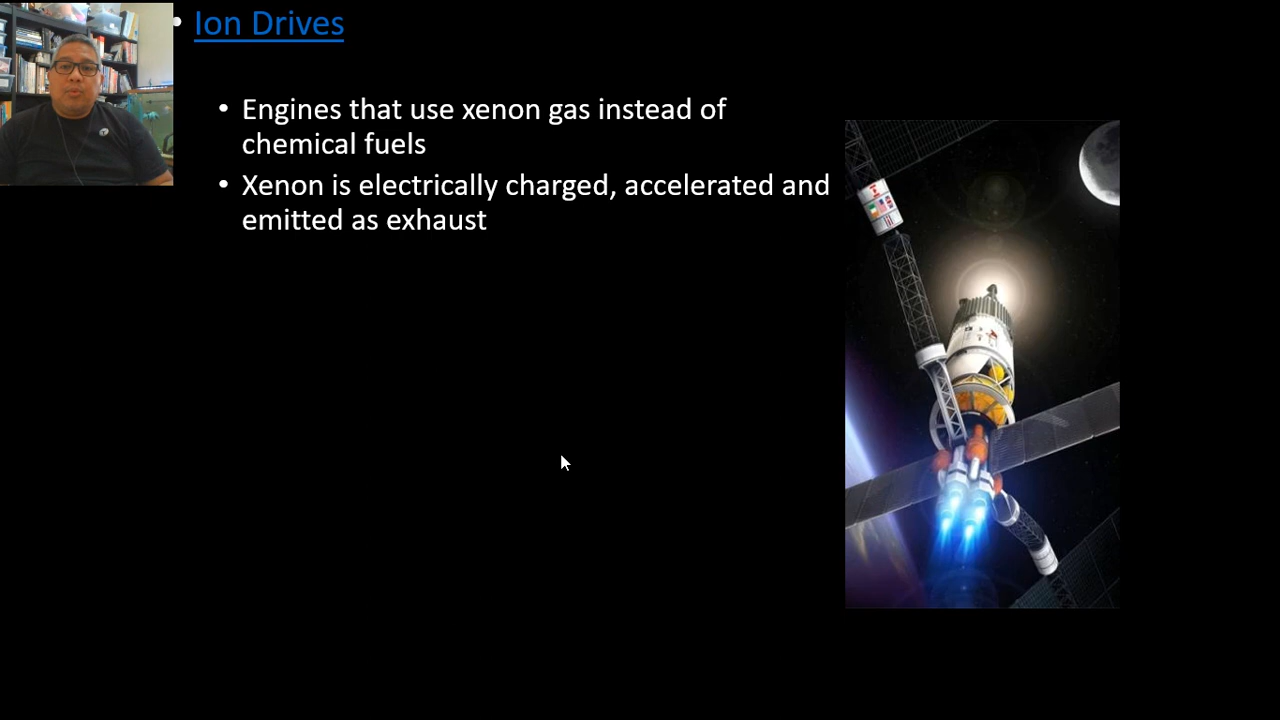 • Ion Drives
• Engines that use xenon gas instead of
chemical fuels
• Xenon is electrically charged, accelerated and
emitted as exhaust